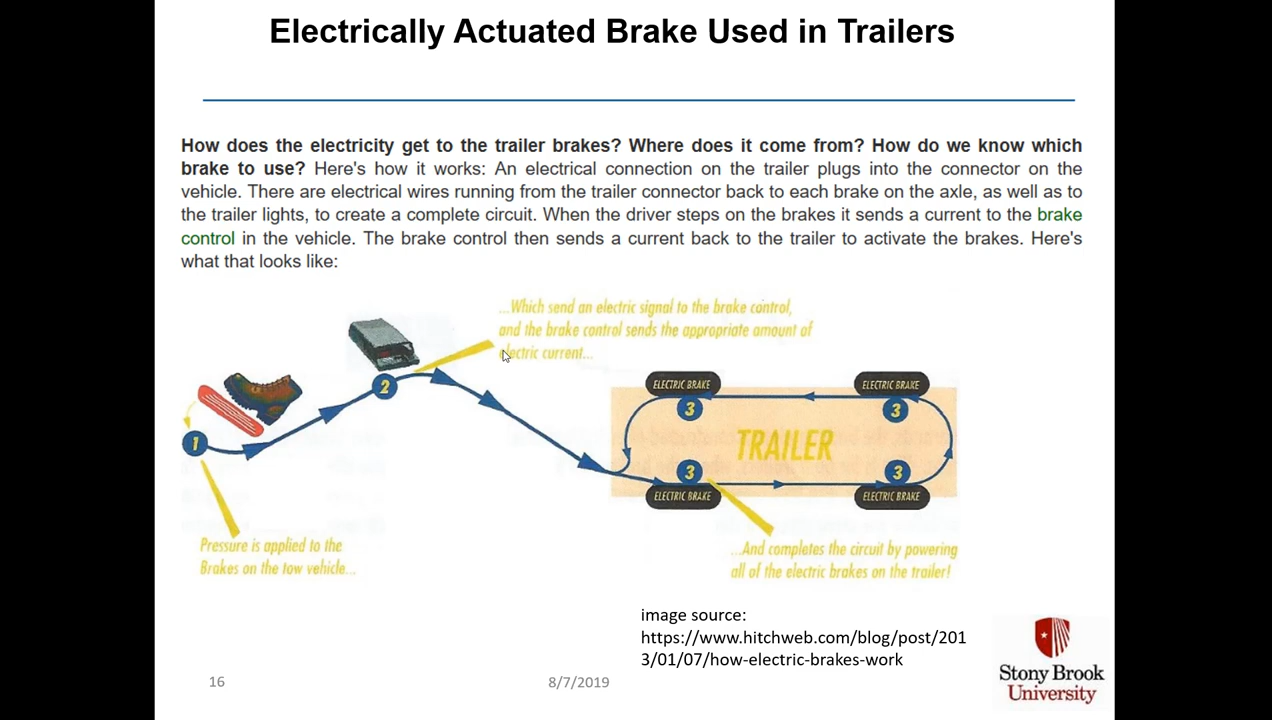 Electrically Actuated Brake Used in Trailers
How does the electricity get to the trailer brakes? Where does it come from? How do we know which
brake to use? Here's how it works: An electrical connection on the trailer plugs into the connector on the
vehicle. There are electrical wires running from the trailer connector back to each brake on the axle, as well as to
the trailer lights, to create a complete circuit. When the driver steps on the brakes it sends a current to the brake
control in the vehicle. The brake control then sends a current back to the trailer to activate the brakes. Here's
what that looks like:
...Which send an electric signal to the brake control,
and the brake control sends the appropriate amount of
electric current...
2
1
ELECTRIC BRAKE
ELECTRIC BRAKE
3
3
TRAILER
3
3
ELECTRIC BRAKE
ELECTRIC BRAKE
Pressure is applied to the
Brakes on the tow vehicle...
...And completes the circuit by powering
all of the electric brakes on the trailer!
image source:
https://www.hitchweb.com/blog/post/201
3/01/07/how-electric-brakes-work
16
8/7/2019
Stony Brook
University